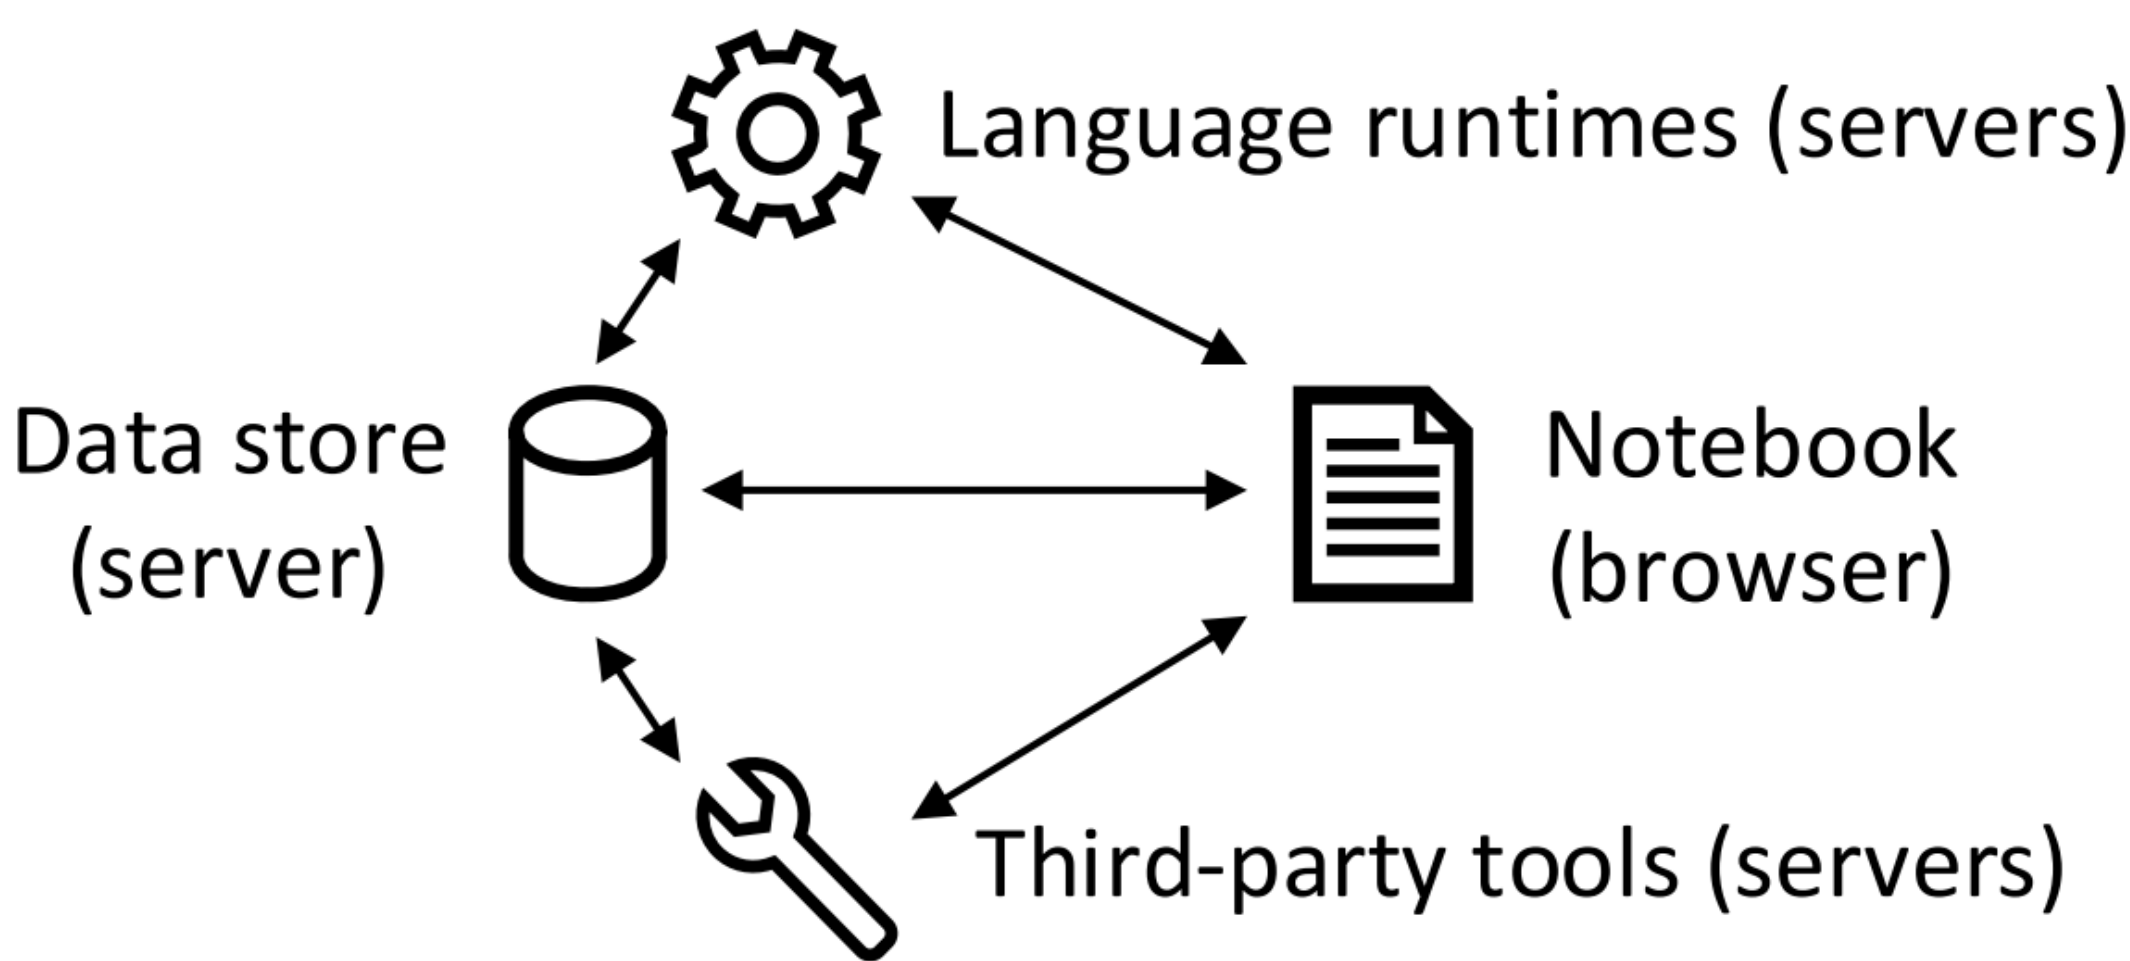 Language runtimes (servers)
Data store
(server)
Notebook
(browser)
Third-party tools (servers)